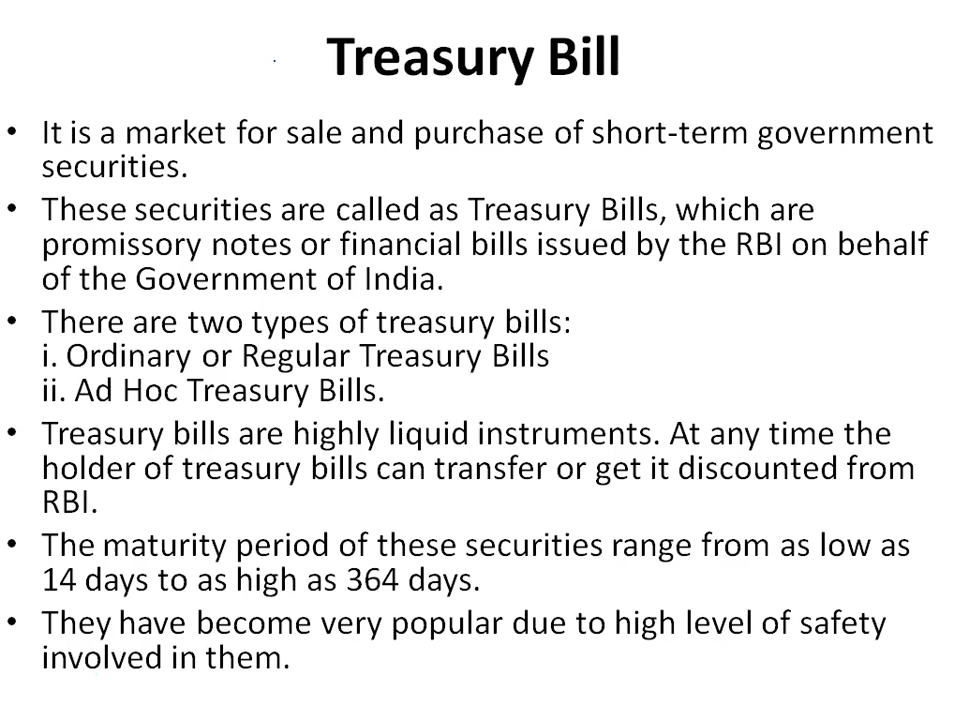 Treasury Bill
• It is a market for sale and purchase of short-term government
securities.
• These securities are called as Treasury Bills, which are
promissory notes or financial bills issued by the RBI on behalf
of the Government of India.
• There are two types of treasury bills:
i. Ordinary or Regular Treasury Bills
ii. Ad Hoc Treasury Bills.
• Treasury bills are highly liquid instruments. At any time the
holder of treasury bills can transfer or get it discounted from
RBI.
• The maturity period of these securities range from as low as
14 days to as high as 364 days.
• They have become very popular due to high level of safety
involved in them.